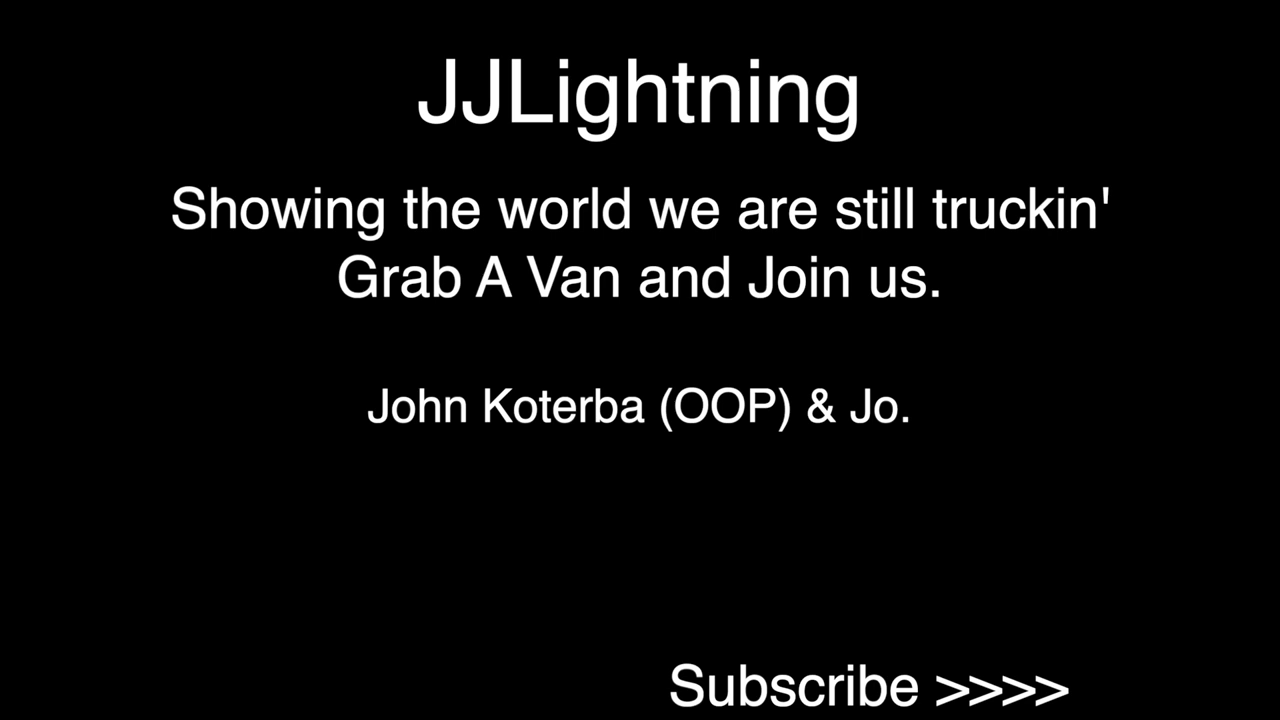 JJLightning
Showing the world we are still truckin'
Grab A Van and Join us.
John Koterba (OOP) & Jo.
Subscribe >>>>